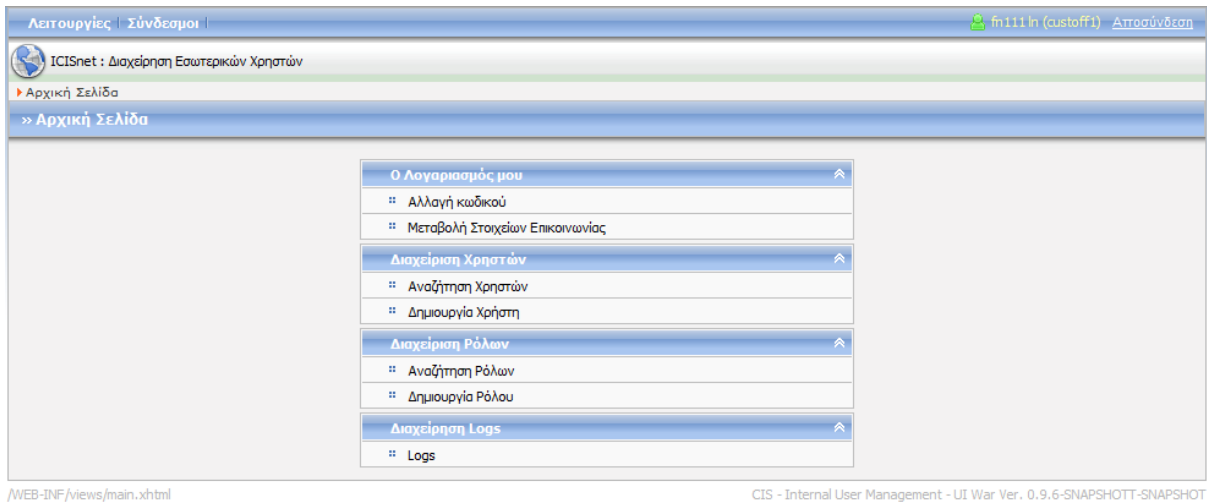 Λειτουργίες | Σύνδεσμοι | fn111 ln (custoff1) Αποσύνδεση
ICISnet : Διαχείρηση Εσωτερικών Χρηστών
Αρχική Σελίδα
» Αρχική Σελίδα
Ο Λογαριασμός μου
Αλλαγή κωδικού
Μεταβολή Στοιχείων Επικοινωνίας
Διαχείριση Χρηστών
Αναζήτηση Χρηστών
Δημιουργία Χρήστη
Διαχείριση Ρόλων
Αναζήτηση Ρόλων
Δημιουργία Ρόλου
Διαχείρηση Logs
Logs
/WEB-INF/views/main.xhtml CIS - Internal User Management - UI War Ver. 0.9.6-SNAPSHOTT-SNAPSHOT